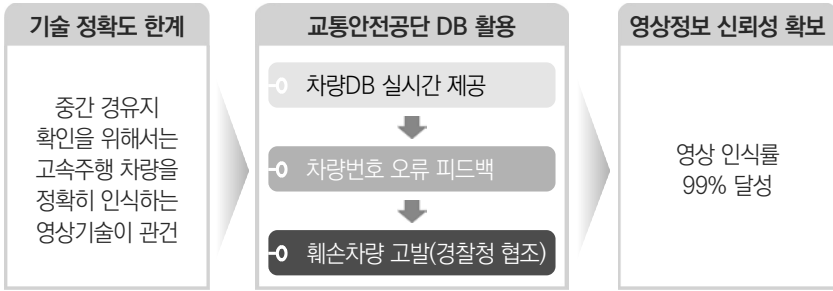 기술 정확도 한계
중간 경유지
확인을 위해서는
고속주행 차량을
정확히 인식하는
영상기술이 관건
교통안전공단 DB 활용
차량DB 실시간 제공
차량번호 오류 피드백
훼손차량 고발(경찰청 협조)
영상정보 신뢰성 확보
영상 인식률
99% 달성